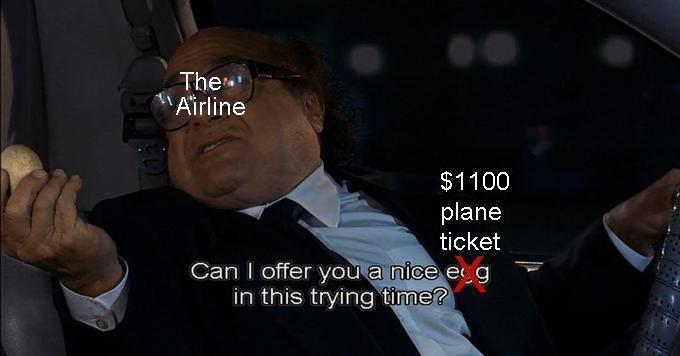 The
Airline
$1100
plane
ticket
Can I offer you a nice egg
in this trying time?